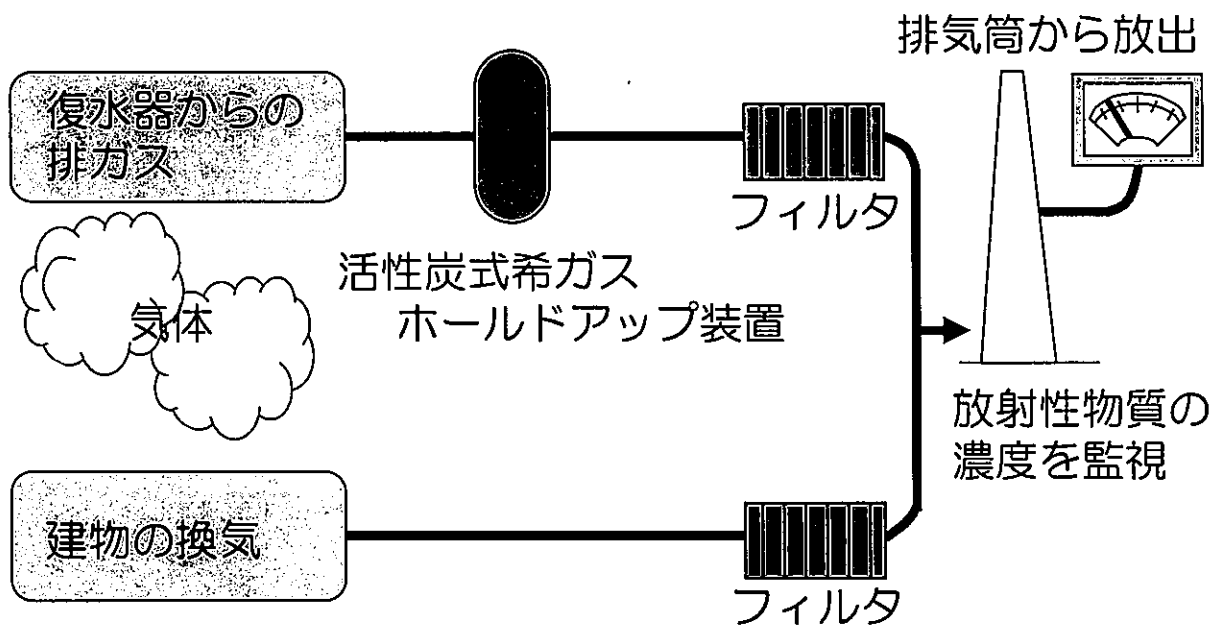 排気筒から放出
復水器からの
排ガス
フィルタ
活性炭式希ガス
ホールドアップ装置
気体
放射性物質の
濃度を監視
建物の換気
フィルタ